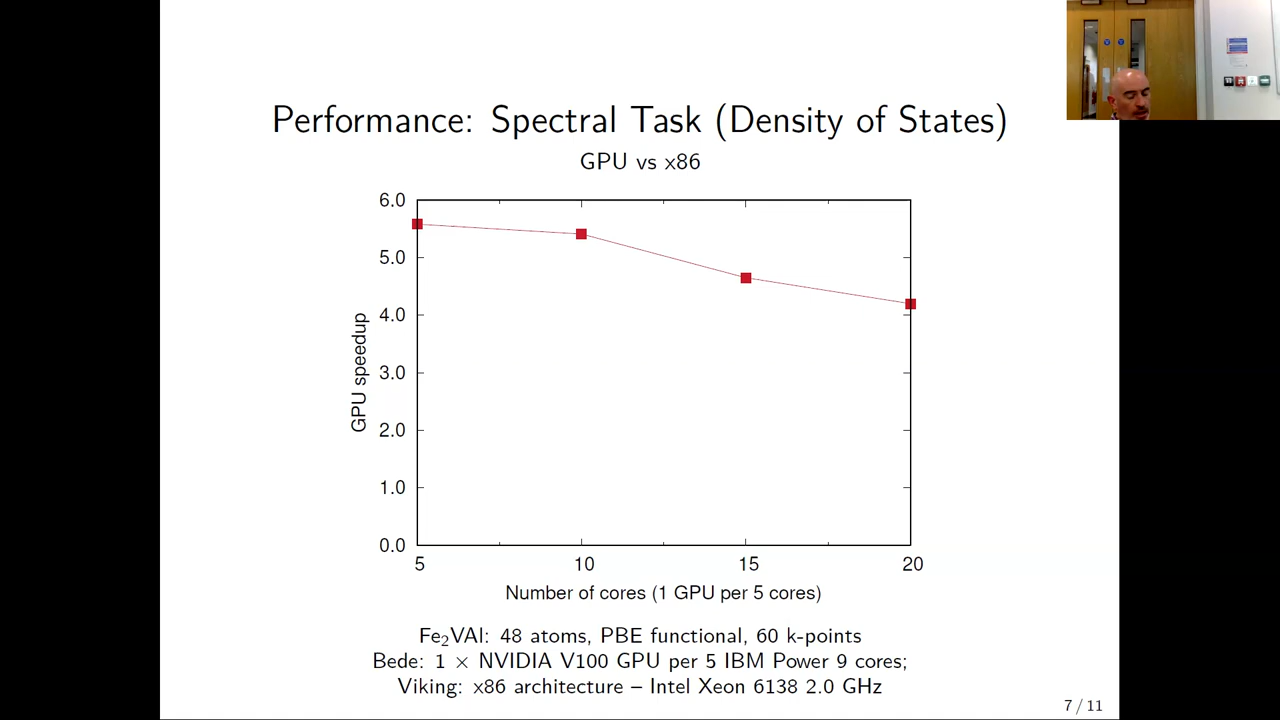 Performance: Spectral Task (Density of States)
GPU vs x86
6.0
5.0
4.0
3.0
2.0
1.0
0.0
GPU speedup
5 10 15 20
Number of cores (1 GPU per 5 cores)
Fe₂VAl: 48 atoms, PBE functional, 60 k-points
Bede: 1 × NVIDIA V100 GPU per 5 IBM Power 9 cores;
Viking: x86 architecture – Intel Xeon 6138 2.0 GHz
7 / 11